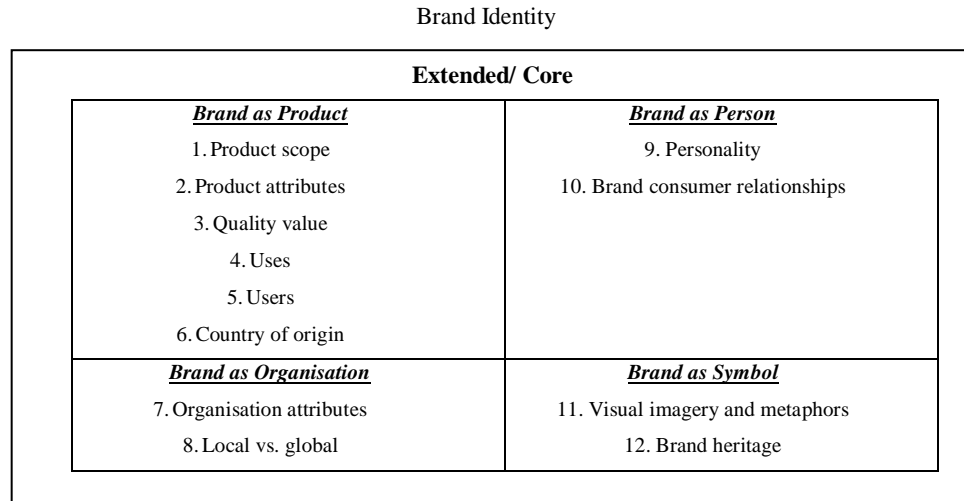 Brand Identity
Extended/ Core
Brand as Product
1. Product scope
2. Product attributes
3. Quality value
4. Uses
5. Users
6. Country of origin
Brand as Person
9. Personality
10. Brand consumer relationships
Brand as Organisation
7. Organisation attributes
8. Local vs. global
Brand as Symbol
11. Visual imagery and metaphors
12. Brand heritage